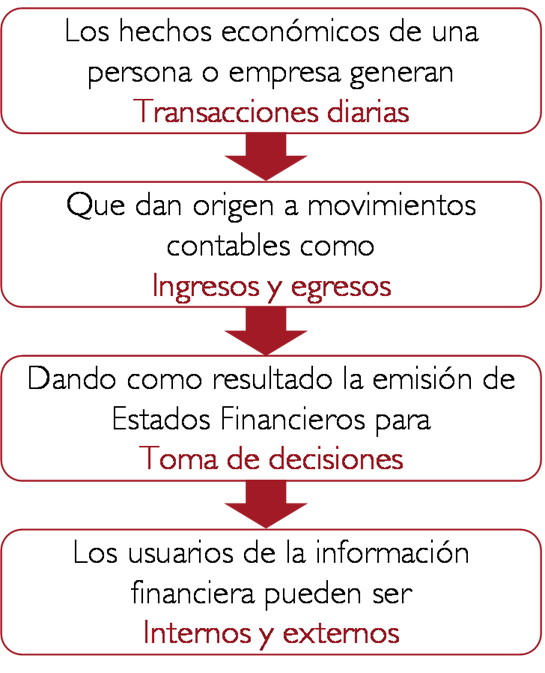 Los hechos económicos de una
persona o empresa generan
Transacciones diarias
Que dan origen a movimientos
contables como
Ingresos y egresos
Dando como resultado la emisión de
Estados Financieros para
Toma de decisiones
Los usuarios de la información
financiera pueden ser
Internos y externos